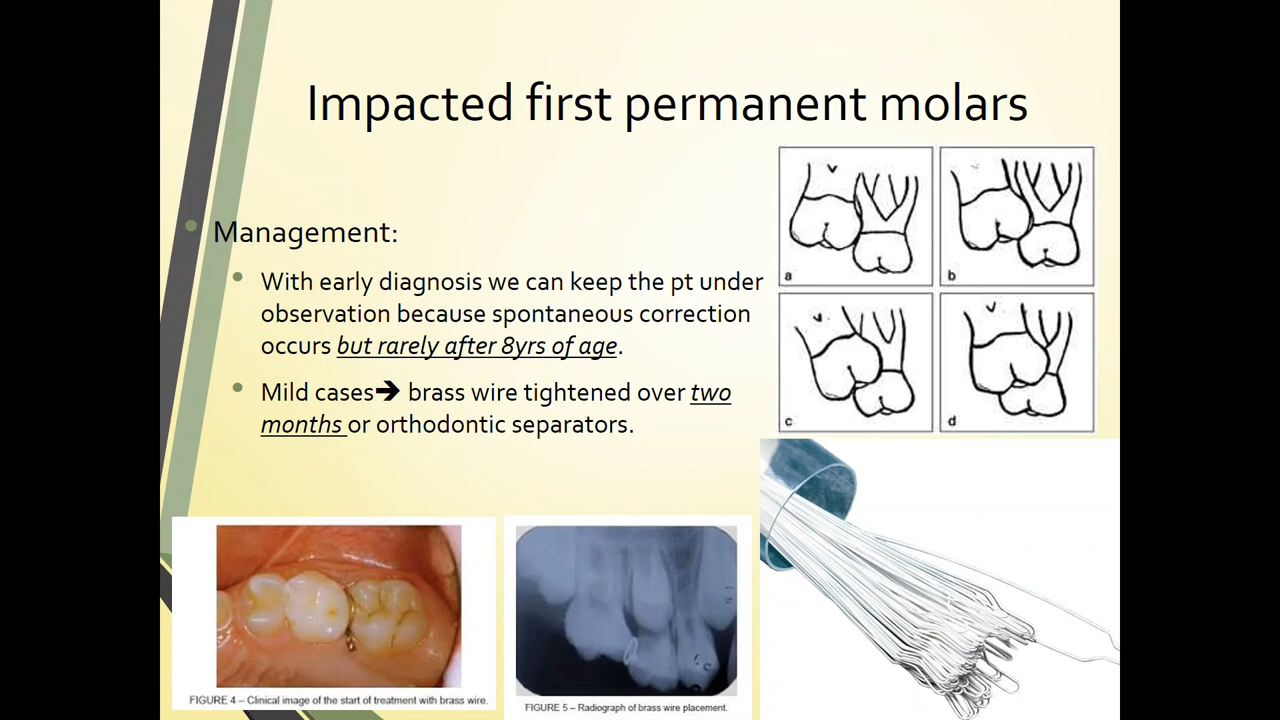 Impacted first permanent molars
Management:
With early diagnosis we can keep the pt under
observation because spontaneous correction
occurs but rarely after 8yrs of age.
Mild cases➔ brass wire tightened over two
months or orthodontic separators.
a
b
c
d
FIGURE 4 – Clinical image of the start of treatment with brass wire.
FIGURE 5 – Radiograph of brass wire placement.